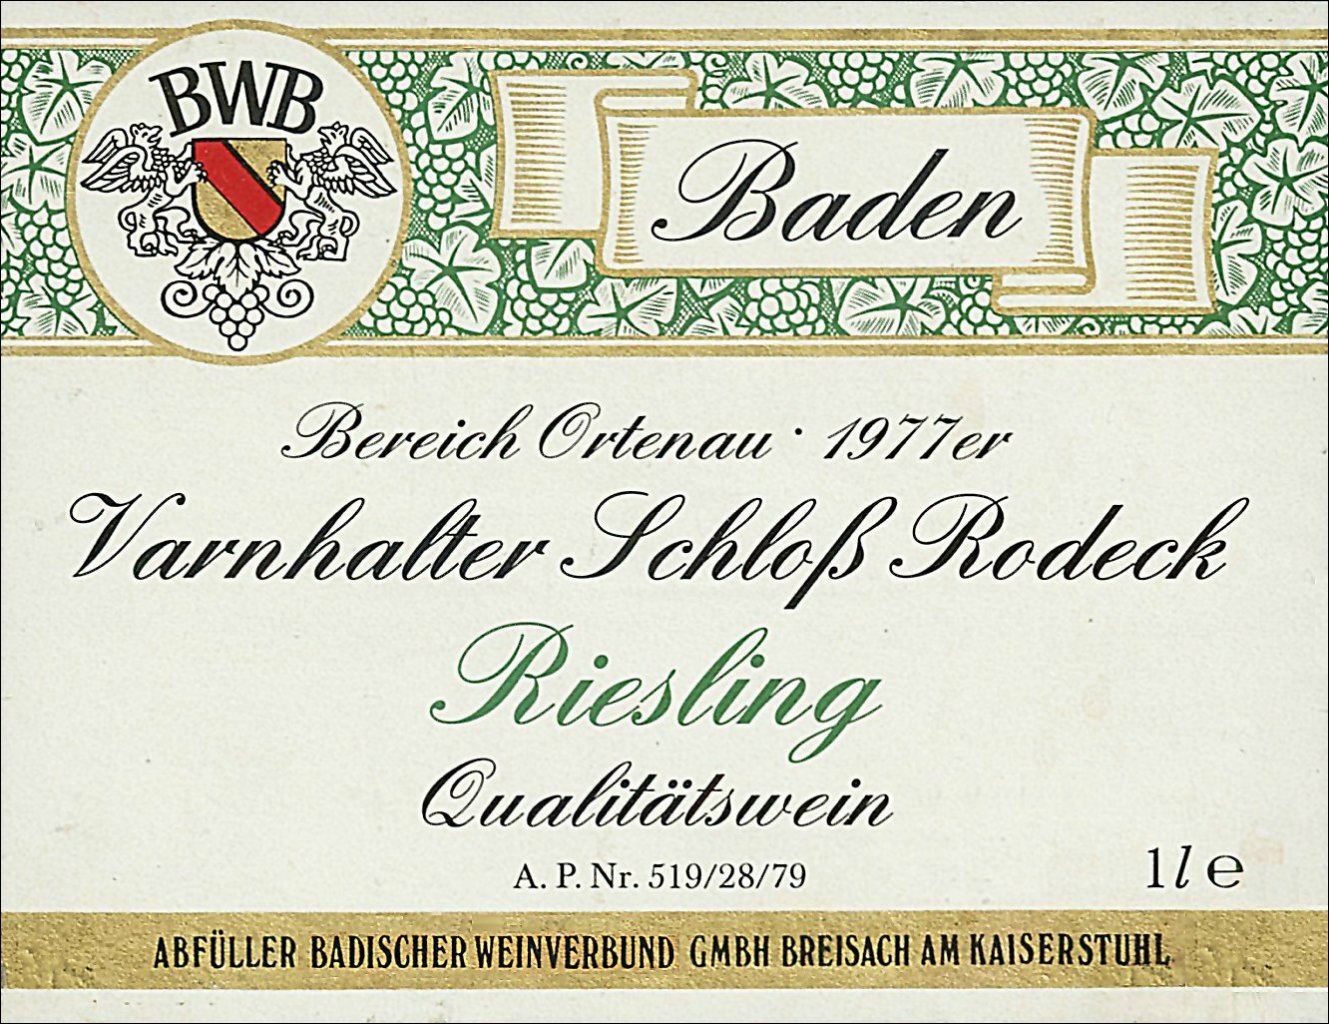 BWB
Baden
Bereich Ortenau · 1977er
Varnhalter Schloß Rodeck
Riesling
Qualitätswein
A. P. Nr. 519/28/79
1 l e
ABFÜLLER BADISCHER WEINVERBUND GMBH BREISACH AM KAISERSTUHL